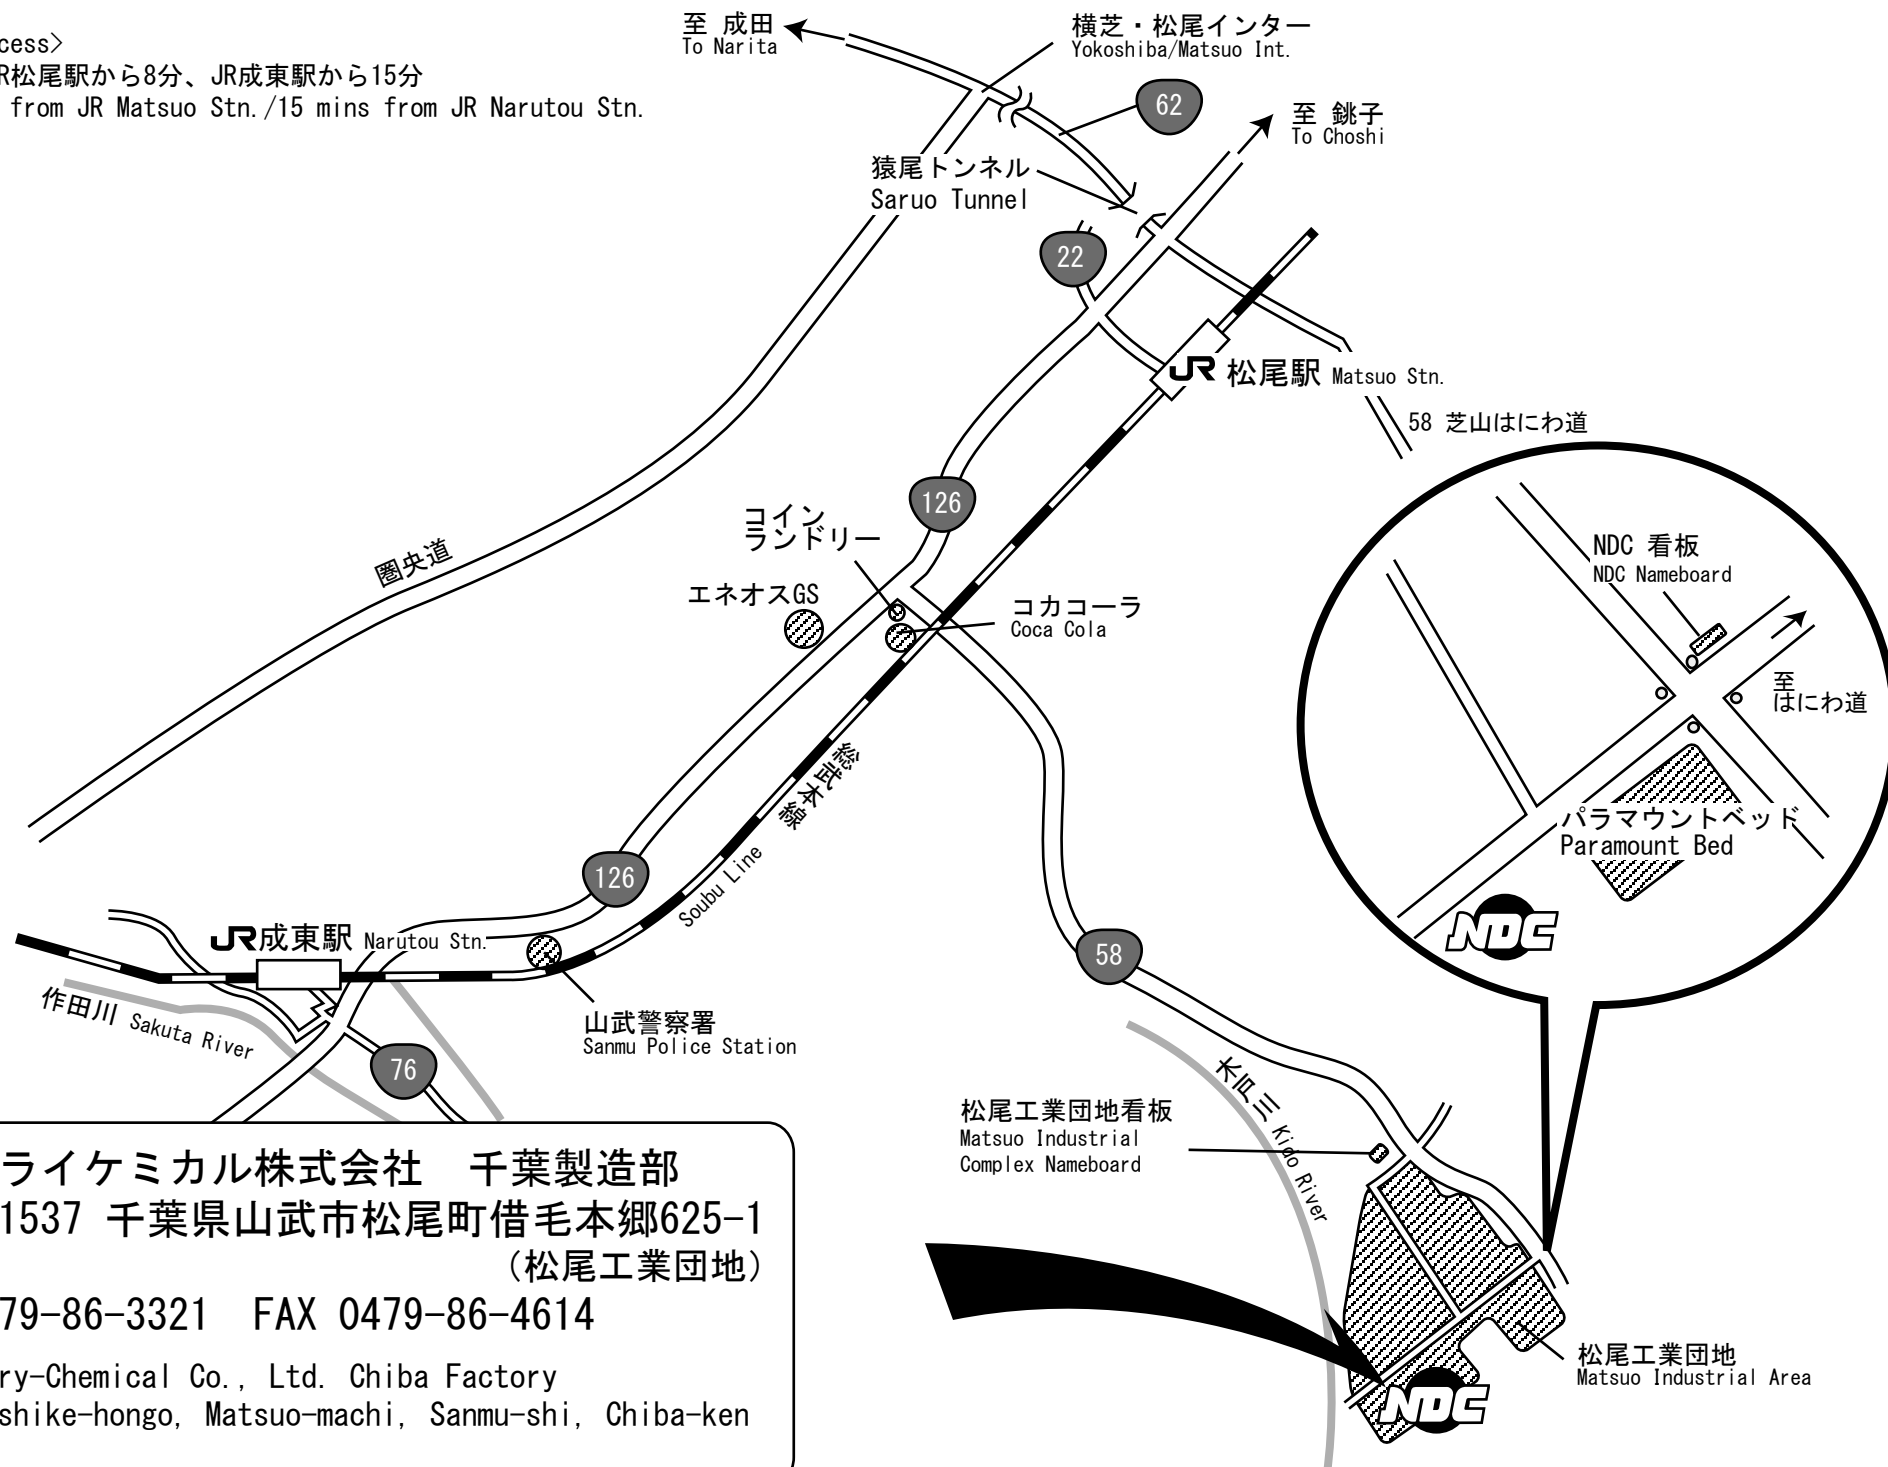 cess>
R松尾駅から8分、JR成東駅から15分
from JR Matsuo Stn./15 mins from JR Narutou Stn.
至 成田
To Narita
横芝・松尾インター
Yokoshiba/Matsuo Int.
62
至 銚子
To Choshi
猿尾トンネル
Saruo Tunnel
22
JR 松尾駅 Matsuo Stn.
58 芝山はにわ道
126
コイン
ランドリー
圏央道
エネオスGS
コカコーラ
Coca Cola
NDC 看板
NDC Nameboard
至
はにわ道
パラマウントベッド
Paramount Bed
NDC
総武本線
Soubu Line
126
JR成東駅 Narutou Stn.
58
作田川 Sakuta River
山武警察署
Sanmu Police Station
76
木戸川 Kido River
松尾工業団地看板
Matsuo Industrial
Complex Nameboard
松尾工業団地
Matsuo Industrial Area
NDC
ライケミカル株式会社 千葉製造部
1537 千葉県山武市松尾町借毛本郷625-1
（松尾工業団地）
79-86-3321 FAX 0479-86-4614
ry-Chemical Co., Ltd. Chiba Factory
shike-hongo, Matsuo-machi, Sanmu-shi, Chiba-ken